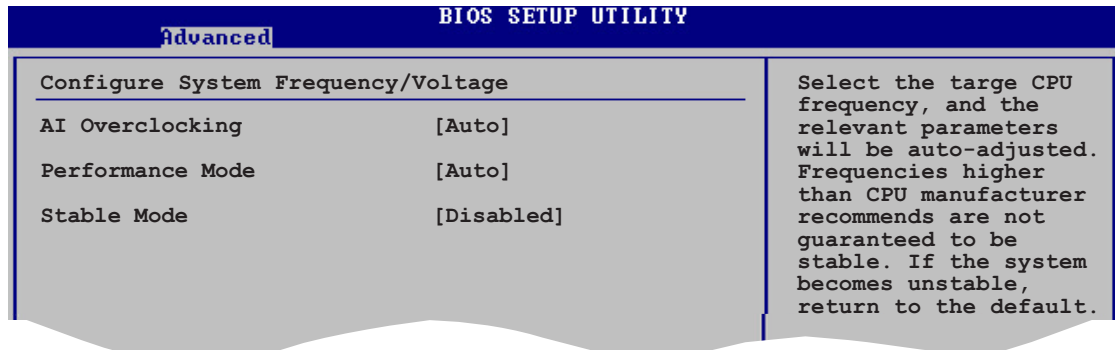 BIOS SETUP UTILITY
Advanced
Configure System Frequency/Voltage
AI Overclocking [Auto]
Performance Mode [Auto]
Stable Mode [Disabled]
Select the targe CPU
frequency, and the
relevant parameters
will be auto-adjusted.
Frequencies higher
than CPU manufacturer
recommends are not
guaranteed to be
stable. If the system
becomes unstable,
return to the default.